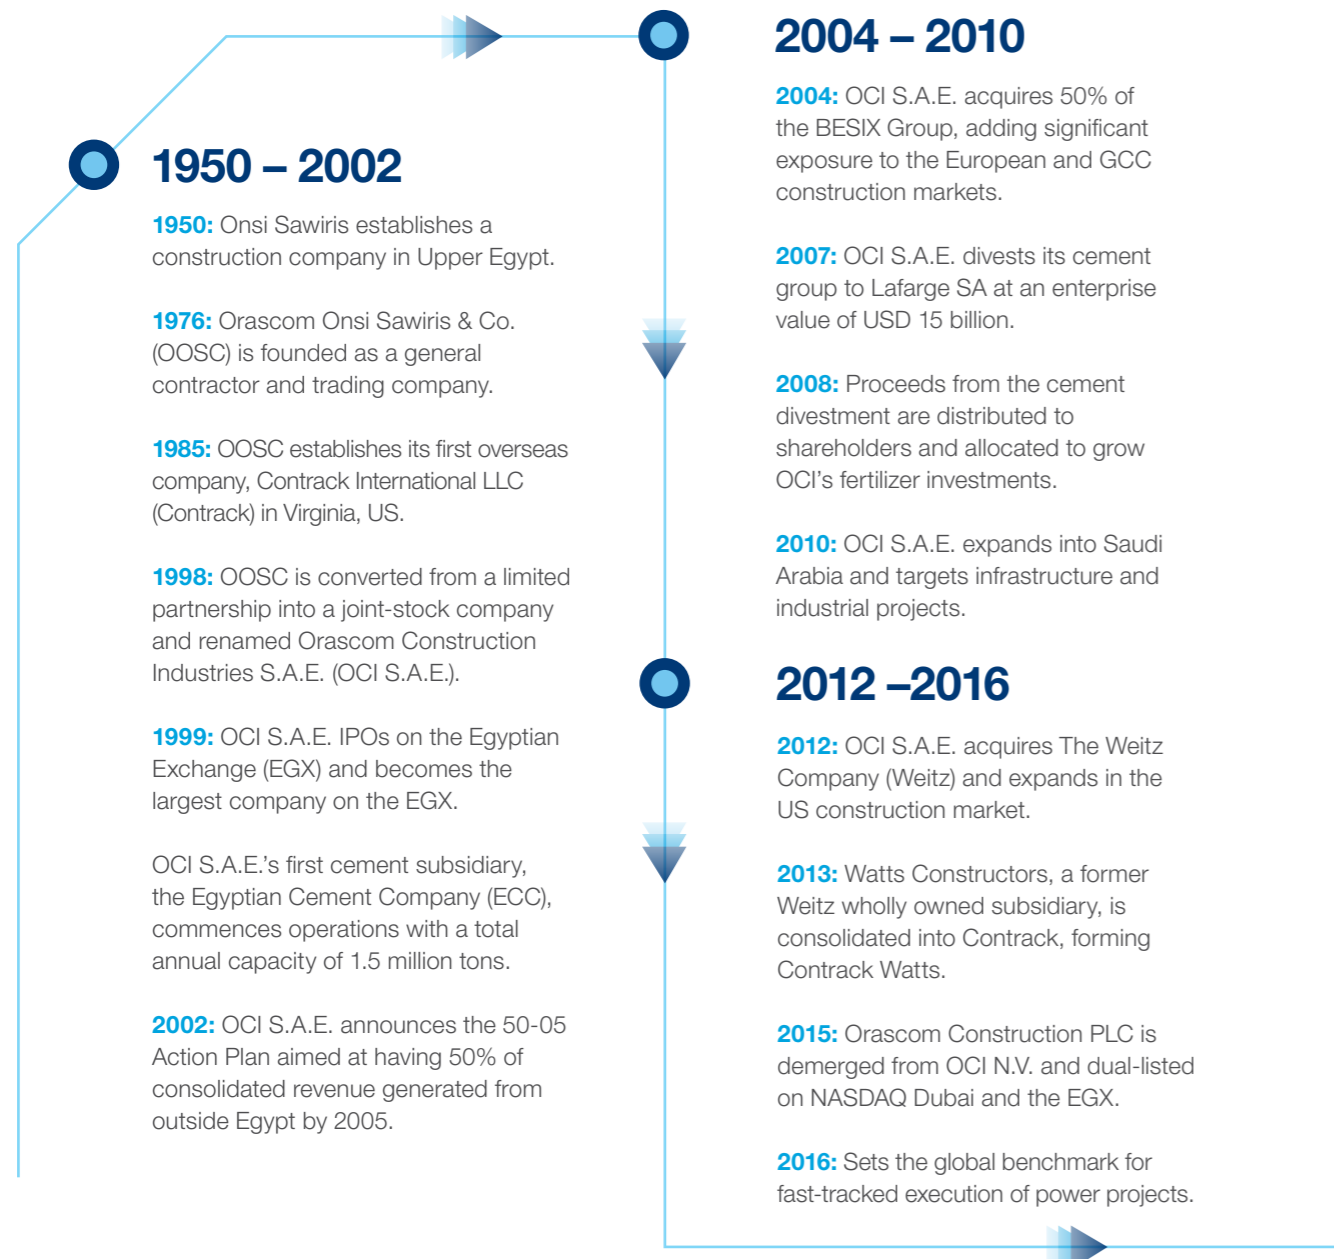 1950 – 2002
1950: Onsi Sawiris establishes a
construction company in Upper Egypt.
1976: Orascom Onsi Sawiris & Co.
(OOSC) is founded as a general
contractor and trading company.
1985: OOSC establishes its first overseas
company, Contrack International LLC
(Contrack) in Virginia, US.
1998: OOSC is converted from a limited
partnership into a joint-stock company
and renamed Orascom Construction
Industries S.A.E. (OCI S.A.E.).
1999: OCI S.A.E. IPOs on the Egyptian
Exchange (EGX) and becomes the
largest company on the EGX.
OCI S.A.E.’s first cement subsidiary,
the Egyptian Cement Company (ECC),
commences operations with a total
annual capacity of 1.5 million tons.
2002: OCI S.A.E. announces the 50-05
Action Plan aimed at having 50% of
consolidated revenue generated from
outside Egypt by 2005.
2004 – 2010
2004: OCI S.A.E. acquires 50% of
the BESIX Group, adding significant
exposure to the European and GCC
construction markets.
2007: OCI S.A.E. divests its cement
group to Lafarge SA at an enterprise
value of USD 15 billion.
2008: Proceeds from the cement
divestment are distributed to
shareholders and allocated to grow
OCI’s fertilizer investments.
2010: OCI S.A.E. expands into Saudi
Arabia and targets infrastructure and
industrial projects.
2012 –2016
2012: OCI S.A.E. acquires The Weitz
Company (Weitz) and expands in the
US construction market.
2013: Watts Constructors, a former
Weitz wholly owned subsidiary, is
consolidated into Contrack, forming
Contrack Watts.
2015: Orascom Construction PLC is
demerged from OCI N.V. and dual-listed
on NASDAQ Dubai and the EGX.
2016: Sets the global benchmark for
fast-tracked execution of power projects.